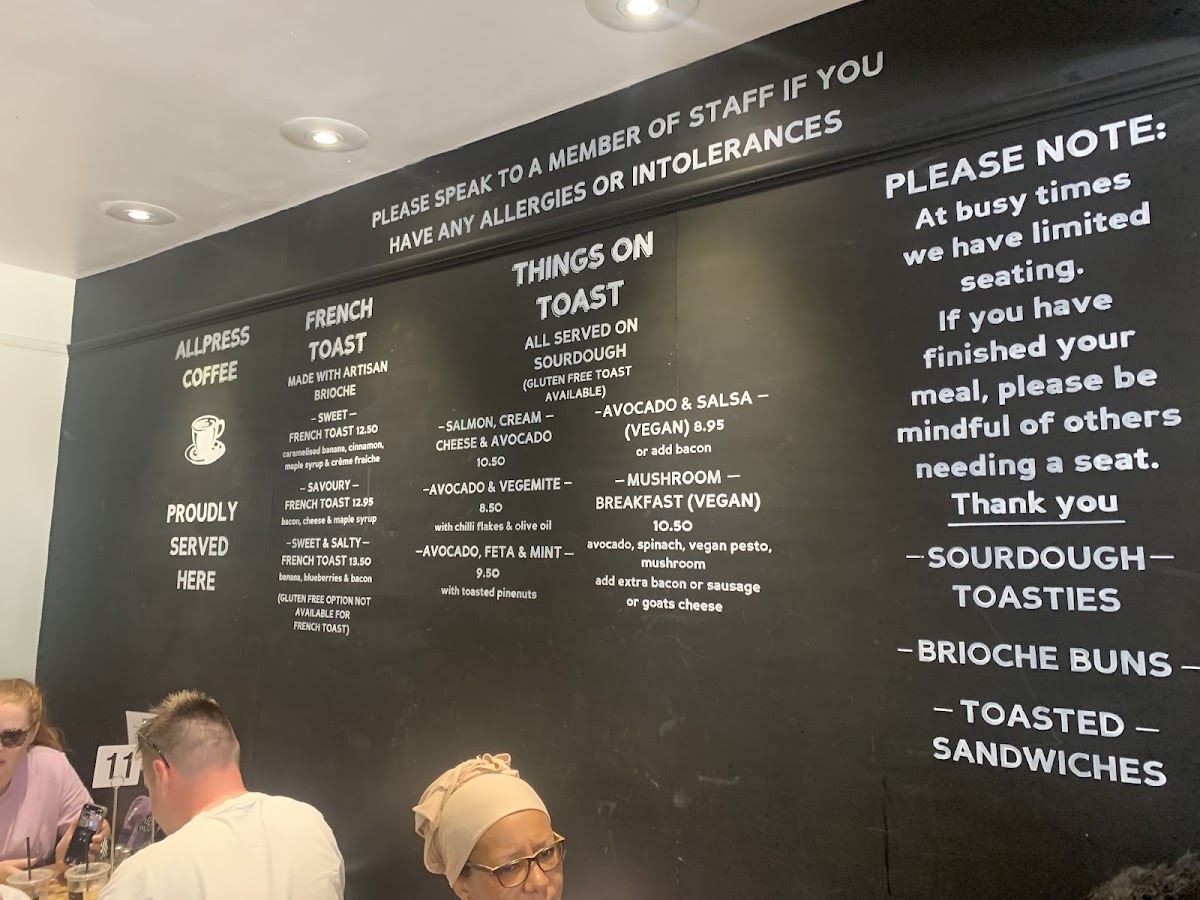 PLEASE SPEAK TO A MEMBER OF STAFF IF YOU
HAVE ANY ALLERGIES OR INTOLERANCES
ALLPRESS
COFFEE
PROUDLY
SERVED
HERE
FRENCH
TOAST
MADE WITH ARTISAN
BRIOCHE
– SWEET –
FRENCH TOAST 12.50
caramelised banana, cinnamon,
maple syrup & crème fraiche
– SAVOURY –
FRENCH TOAST 12.95
bacon, cheese & maple syrup
– SWEET & SALTY –
FRENCH TOAST 13.50
banana, blueberries & bacon
(GLUTEN FREE OPTION NOT
AVAILABLE FOR
FRENCH TOAST)
THINGS ON
TOAST
ALL SERVED ON
SOURDOUGH
(GLUTEN FREE TOAST
AVAILABLE)
– SALMON, CREAM –
CHEESE & AVOCADO
10.50
– AVOCADO & VEGEMITE –
8.50
with chilli flakes & olive oil
– AVOCADO, FETA & MINT –
9.50
with toasted pinenuts
– AVOCADO & SALSA –
(VEGAN) 8.95
or add bacon
– MUSHROOM –
BREAKFAST (VEGAN)
10.50
avocado, spinach, vegan pesto,
mushroom
add extra bacon or sausage
or goats cheese
PLEASE NOTE:
At busy times
we have limited
seating.
If you have
finished your
meal, please be
mindful of others
needing a seat.
Thank you
– SOURDOUGH –
TOASTIES
– BRIOCHE BUNS –
– TOASTED –
SANDWICHES
11